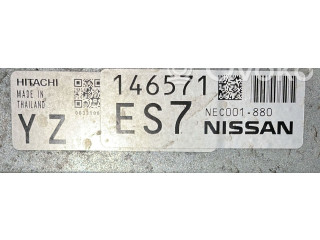 HITACHI
MADE IN
THAILAND
YZ
146571
ES7
NEC001-880
NISSAN